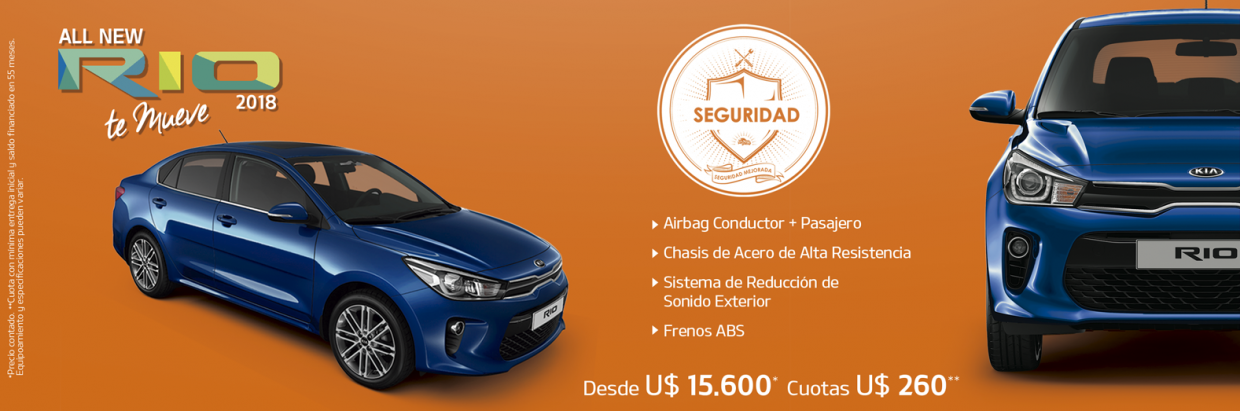 ALL NEW
RIO
2018
te Mueve
SEGURIDAD
SEGURIDAD MEJORADA
Airbag Conductor + Pasajero
Chasis de Acero de Alta Resistencia
Sistema de Reducción de
Sonido Exterior
Frenos ABS
Desde U$ 15.600* Cuotas U$ 260**
*Precio contado. **Cuota con mínima entrega inicial y saldo financiado en 55 meses.
Equipoamiento y especificaciones pueden variar.
RIO
KIA
RIO